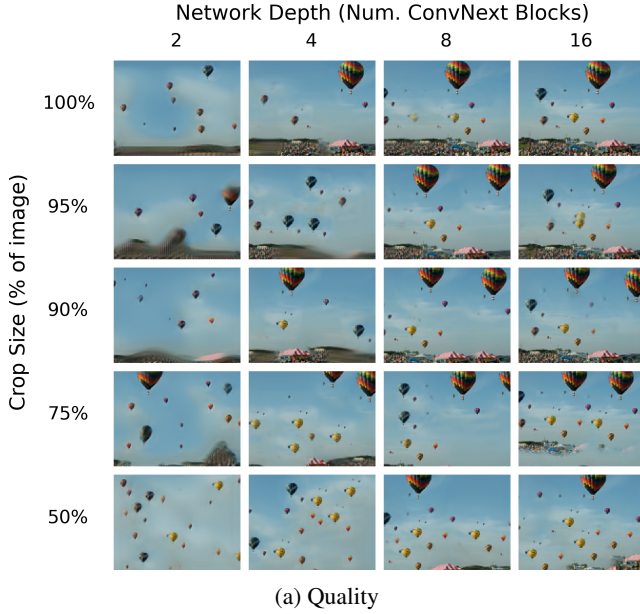 Network Depth (Num. ConvNext Blocks)
2 4 8 16
Crop Size (% of image)
100%
95%
90%
75%
50%
(a) Quality